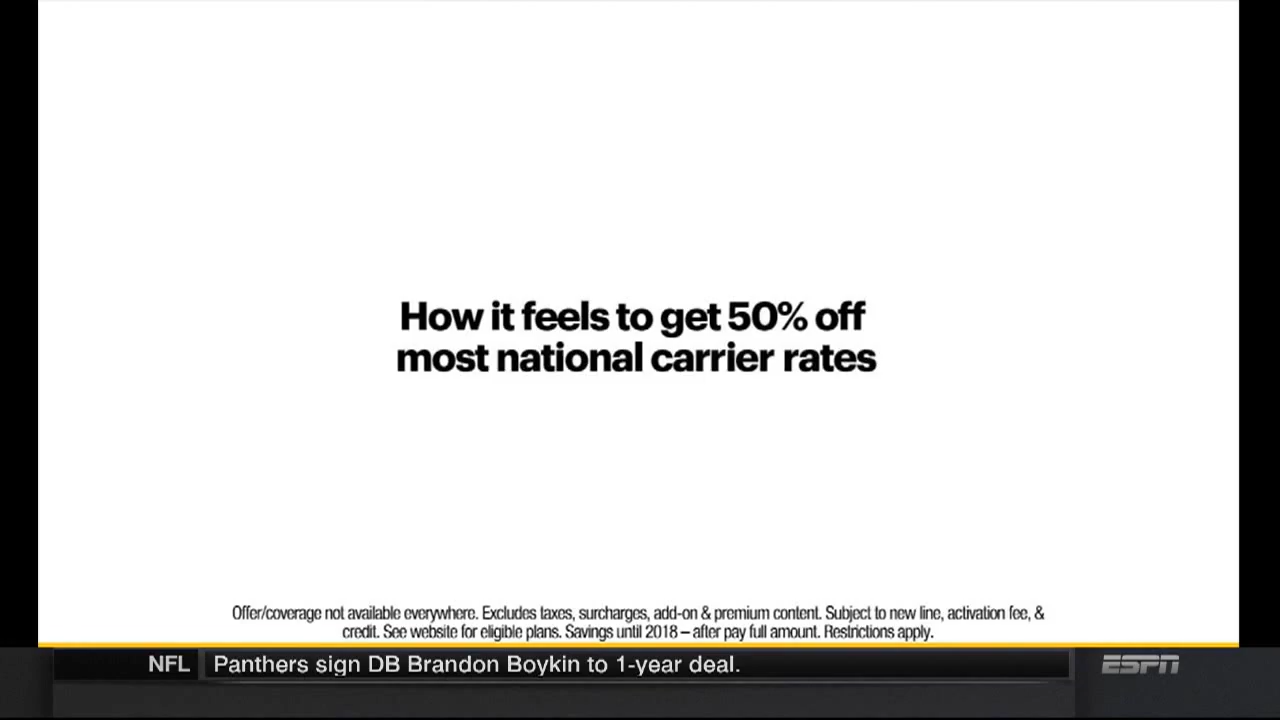 How it feels to get 50% off
most national carrier rates
Offer/coverage not available everywhere. Excludes taxes, surcharges, add-on & premium content. Subject to new line, activation fee, &
credit. See website for eligible plans. Savings until 2018 – after pay full amount. Restrictions apply.
NFL Panthers sign DB Brandon Boykin to 1-year deal. ESPN